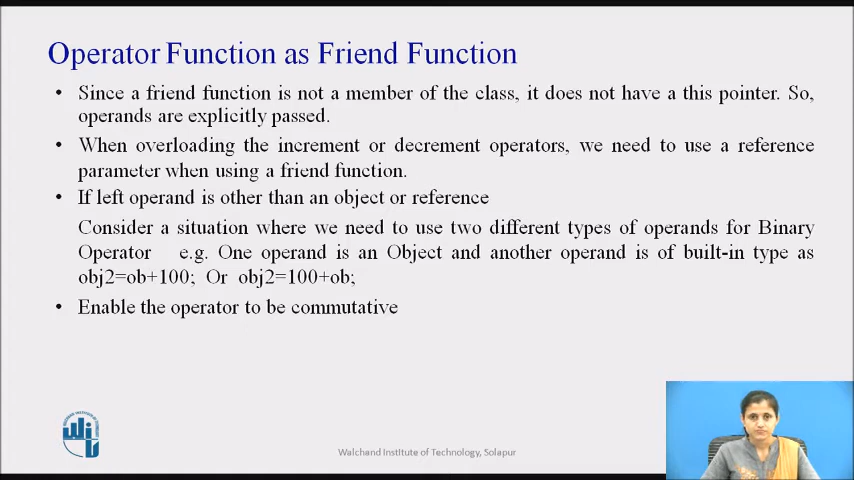 Operator Function as Friend Function
• Since a friend function is not a member of the class, it does not have a this pointer. So,
operands are explicitly passed.
• When overloading the increment or decrement operators, we need to use a reference
parameter when using a friend function.
• If left operand is other than an object or reference
Consider a situation where we need to use two different types of operands for Binary
Operator e.g. One operand is an Object and another operand is of built-in type as
obj2=ob+100; Or obj2=100+ob;
• Enable the operator to be commutative
Walchand Institute of Technology, Solapur